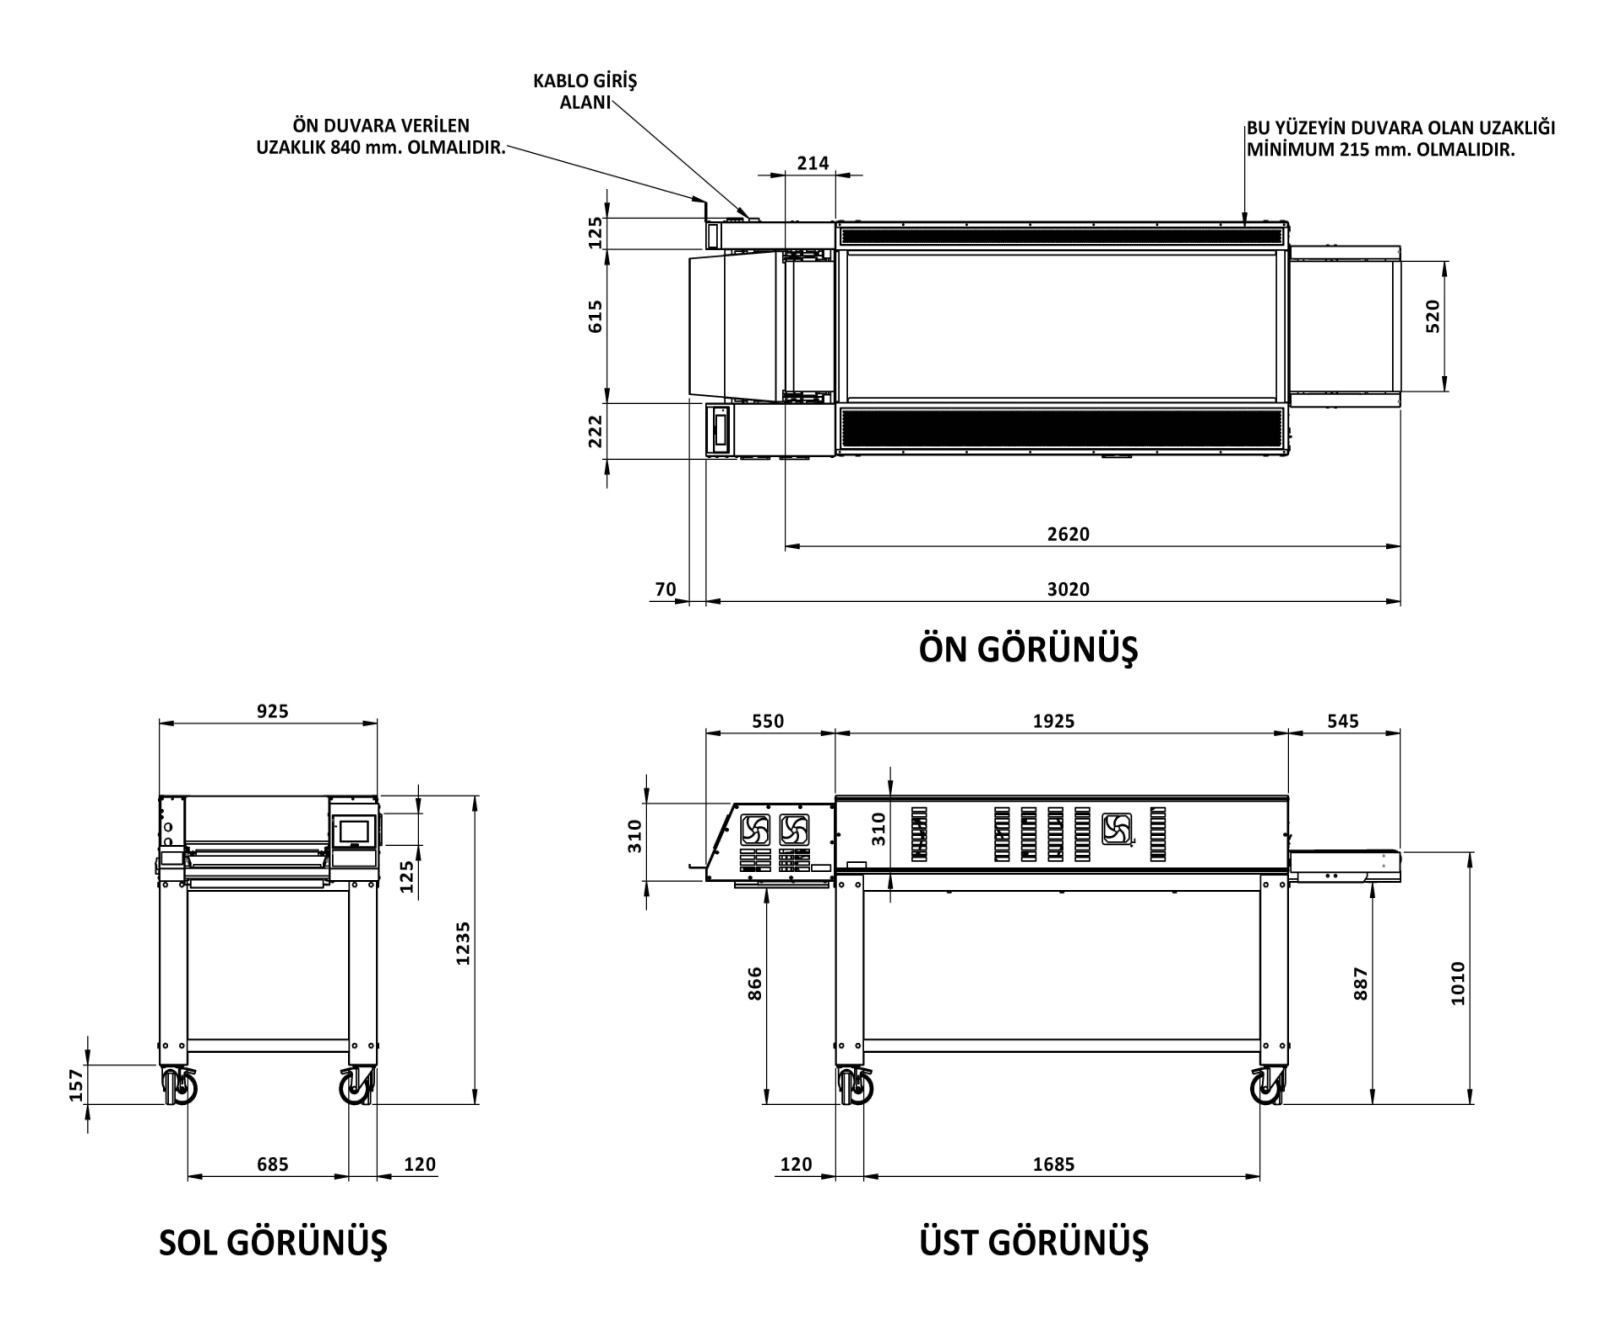 KABLO GİRİŞ
ALANI
ÖN DUVARA VERİLEN
UZAKLIK 840 mm. OLMALIDIR.
BU YÜZEYİN DUVARA OLAN UZAKLIĞI
MİNİMUM 215 mm. OLMALIDIR.
214
125
615
222
520
2620
70
3020
ÖN GÖRÜNÜŞ
925
125
1235
157
685
120
SOL GÖRÜNÜŞ
550
1925
545
310
310
866
887
1010
120
1685
ÜST GÖRÜNÜŞ